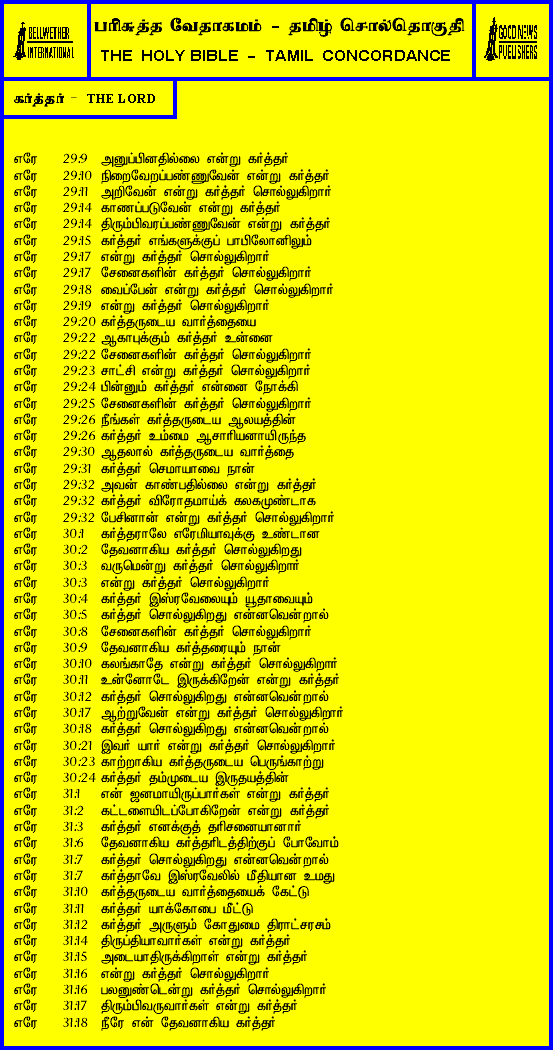 BELLWETHER INTERNATIONAL
பரிசுத்த வேதாகமம் - தமிழ் சொல்தொகுதி
THE HOLY BIBLE - TAMIL CONCORDANCE
GOOD NEWS PUBLISHERS
கர்த்தர் - THE LORD
எரே 29:9 அனுப்பினதில்லை என்று கர்த்தர்
எரே 29:10 நிறைவேறப்பண்ணுவேன் என்று கர்த்தர்
எரே 29:11 அறிவேன் என்று கர்த்தர் சொல்லுகிறார்
எரே 29:14 காணப்படுவேன் என்று கர்த்தர்
எரே 29:14 திரும்பிவரப்பண்ணுவேன் என்று கர்த்தர்
எரே 29:15 கர்த்தர் எங்களுக்குப் பாபிலோனிலும்
எரே 29:17 என்று கர்த்தர் சொல்லுகிறார்
எரே 29:17 சேனைகளின் கர்த்தர் சொல்லுகிறார்
எரே 29:18 வைப்பேன் என்று கர்த்தர் சொல்லுகிறார்
எரே 29:19 என்று கர்த்தர் சொல்லுகிறார்
எரே 29:20 கர்த்தருடைய வார்த்தையை
எரே 29:22 ஆகாபுக்கும் கர்த்தர் உன்னை
எரே 29:22 சேனைகளின் கர்த்தர் சொல்லுகிறார்
எரே 29:23 சாட்சி என்று கர்த்தர் சொல்லுகிறார்
எரே 29:24 பின்னும் கர்த்தர் என்னை நோக்கி
எரே 29:25 சேனைகளின் கர்த்தர் சொல்லுகிறார்
எரே 29:26 நீங்கள் கர்த்தருடைய ஆலயத்தின்
எரே 29:26 கர்த்தர் உம்மை ஆசாரியனாயிருந்த
எரே 29:30 ஆதலால் கர்த்தருடைய வார்த்தை
எரே 29:31 கர்த்தர் செமாயாவை நான்
எரே 29:32 அவன் காண்பதில்லை என்று கர்த்தர்
எரே 29:32 கர்த்தர் விரோதமாய்க் கலகமுண்டாக
எரே 29:32 பேசினான் என்று கர்த்தர் சொல்லுகிறார்
எரே 30:1 கர்த்தராலே எரேமியாவுக்கு உண்டான
எரே 30:2 தேவனாகிய கர்த்தர் சொல்லுகிறது
எரே 30:3 வருமென்று கர்த்தர் சொல்லுகிறார்
எரே 30:3 என்று கர்த்தர் சொல்லுகிறார்
எரே 30:4 கர்த்தர் இஸ்ரவேலையும் யூதாவையும்
எரே 30:5 கர்த்தர் சொல்லுகிறது என்னவென்றால்
எரே 30:8 சேனைகளின் கர்த்தர் சொல்லுகிறார்
எரே 30:9 தேவனாகிய கர்த்தரையும் நான்
எரே 30:10 கலங்காதே என்று கர்த்தர் சொல்லுகிறார்
எரே 30:11 உன்னோடே இருக்கிறேன் என்று கர்த்தர்
எரே 30:12 கர்த்தர் சொல்லுகிறது என்னவென்றால்
எரே 30:17 ஆற்றுவேன் என்று கர்த்தர் சொல்லுகிறார்
எரே 30:18 கர்த்தர் சொல்லுகிறது என்னவென்றால்
எரே 30:21 இவர் யார் என்று கர்த்தர் சொல்லுகிறார்
எரே 30:23 காற்றாகிய கர்த்தருடைய பெருங்காற்று
எரே 30:24 கர்த்தர் தம்முடைய இருதயத்தின்
எரே 31:1 என் ஜனமாயிருப்பார்கள் என்று கர்த்தர்
எரே 31:2 கட்டளையிடப்போகிறேன் என்று கர்த்தர்
எரே 31:3 கர்த்தர் எனக்குத் தரிசனையானார்
எரே 31:6 தேவனாகிய கர்த்தரிடத்திற்குப் போவோம்
எரே 31:7 கர்த்தர் சொல்லுகிறது என்னவென்றால்
எரே 31:7 கர்த்தாவே இஸ்ரவேலில் மீதியான உமது
எரே 31:10 கர்த்தருடைய வார்த்தையைக் கேட்டு
எரே 31:11 கர்த்தர் யாக்கோபை மீட்டு
எரே 31:12 கர்த்தர் அருளும் கோதுமை திராட்சரசம்
எரே 31:14 திருப்தியாவார்கள் என்று கர்த்தர்
எரே 31:15 அடையாதிருக்கிறாள் என்று கர்த்தர்
எரே 31:16 என்று கர்த்தர் சொல்லுகிறார்
எரே 31:16 பலனுண்டென்று கர்த்தர் சொல்லுகிறார்
எரே 31:17 திரும்பிவருவார்கள் என்று கர்த்தர்
எரே 31:18 நீரே என் தேவனாகிய கர்த்தர்